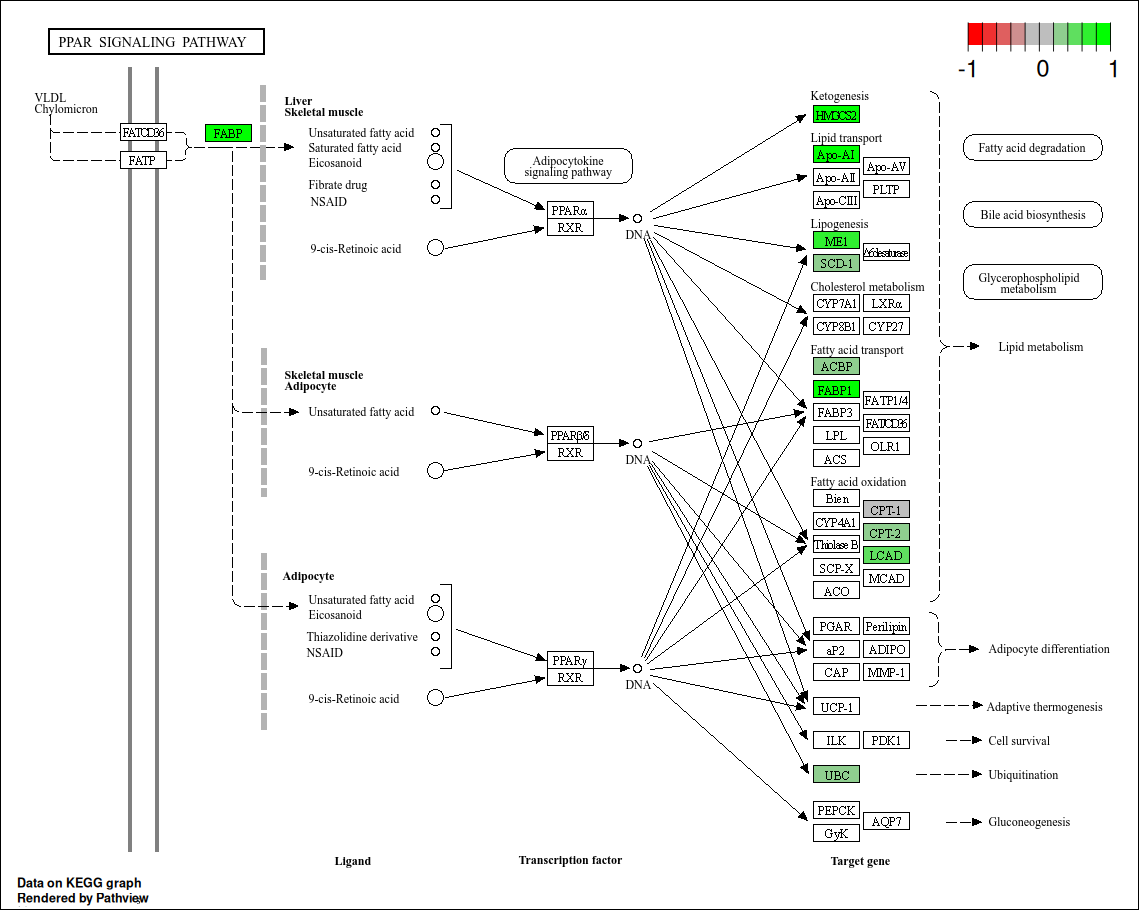 PPAR SIGNALING PATHWAY
-1 0 1
VLDL
Chylomicron
FAT/CD36
FATP
FABP
Liver
Skeletal muscle
Unsaturated fatty acid
Saturated fatty acid
Eicosanoid
Fibrate drug
NSAID
9-cis-Retinoic acid
Adipocytokine
signaling pathway
PPARα
RXR
DNA
Skeletal muscle
Adipocyte
Unsaturated fatty acid
9-cis-Retinoic acid
PPARβ/δ
RXR
DNA
Adipocyte
Unsaturated fatty acid
Eicosanoid
Thiazolidine derivative
NSAID
9-cis-Retinoic acid
PPARγ
RXR
DNA
Ketogenesis
HMGCS2
Lipid transport
Apo-AI
Apo-AII
Apo-CIII
Apo-AV
PLTP
Lipogenesis
ME1
SCD-1
Cholesterol metabolism
CYP7A1 LXRα
CYP8B1 CYP27
Fatty acid transport
ACBP
FABP1
FABP3
LPL
ACS
FATP1/4
FAT/CD36
OLR1
Fatty acid oxidation
Bien
CYP4A1
Thiolase B
SCP-X
ACO
CPT-1
CPT-2
LCAD
MCAD
PGAR Perilipin
aP2 ADIPO
CAP MMP-1
UCP-1
ILK PDK1
UBC
PEPCK
GyK
AQP7
Fatty acid degradation
Bile acid biosynthesis
Glycerophospholipid
metabolism
Lipid metabolism
Adipocyte differentiation
Adaptive thermogenesis
Cell survival
Ubiquitination
Gluconeogenesis
Ligand
Transcription factor
Target gene
Data on KEGG graph
Rendered by Pathview